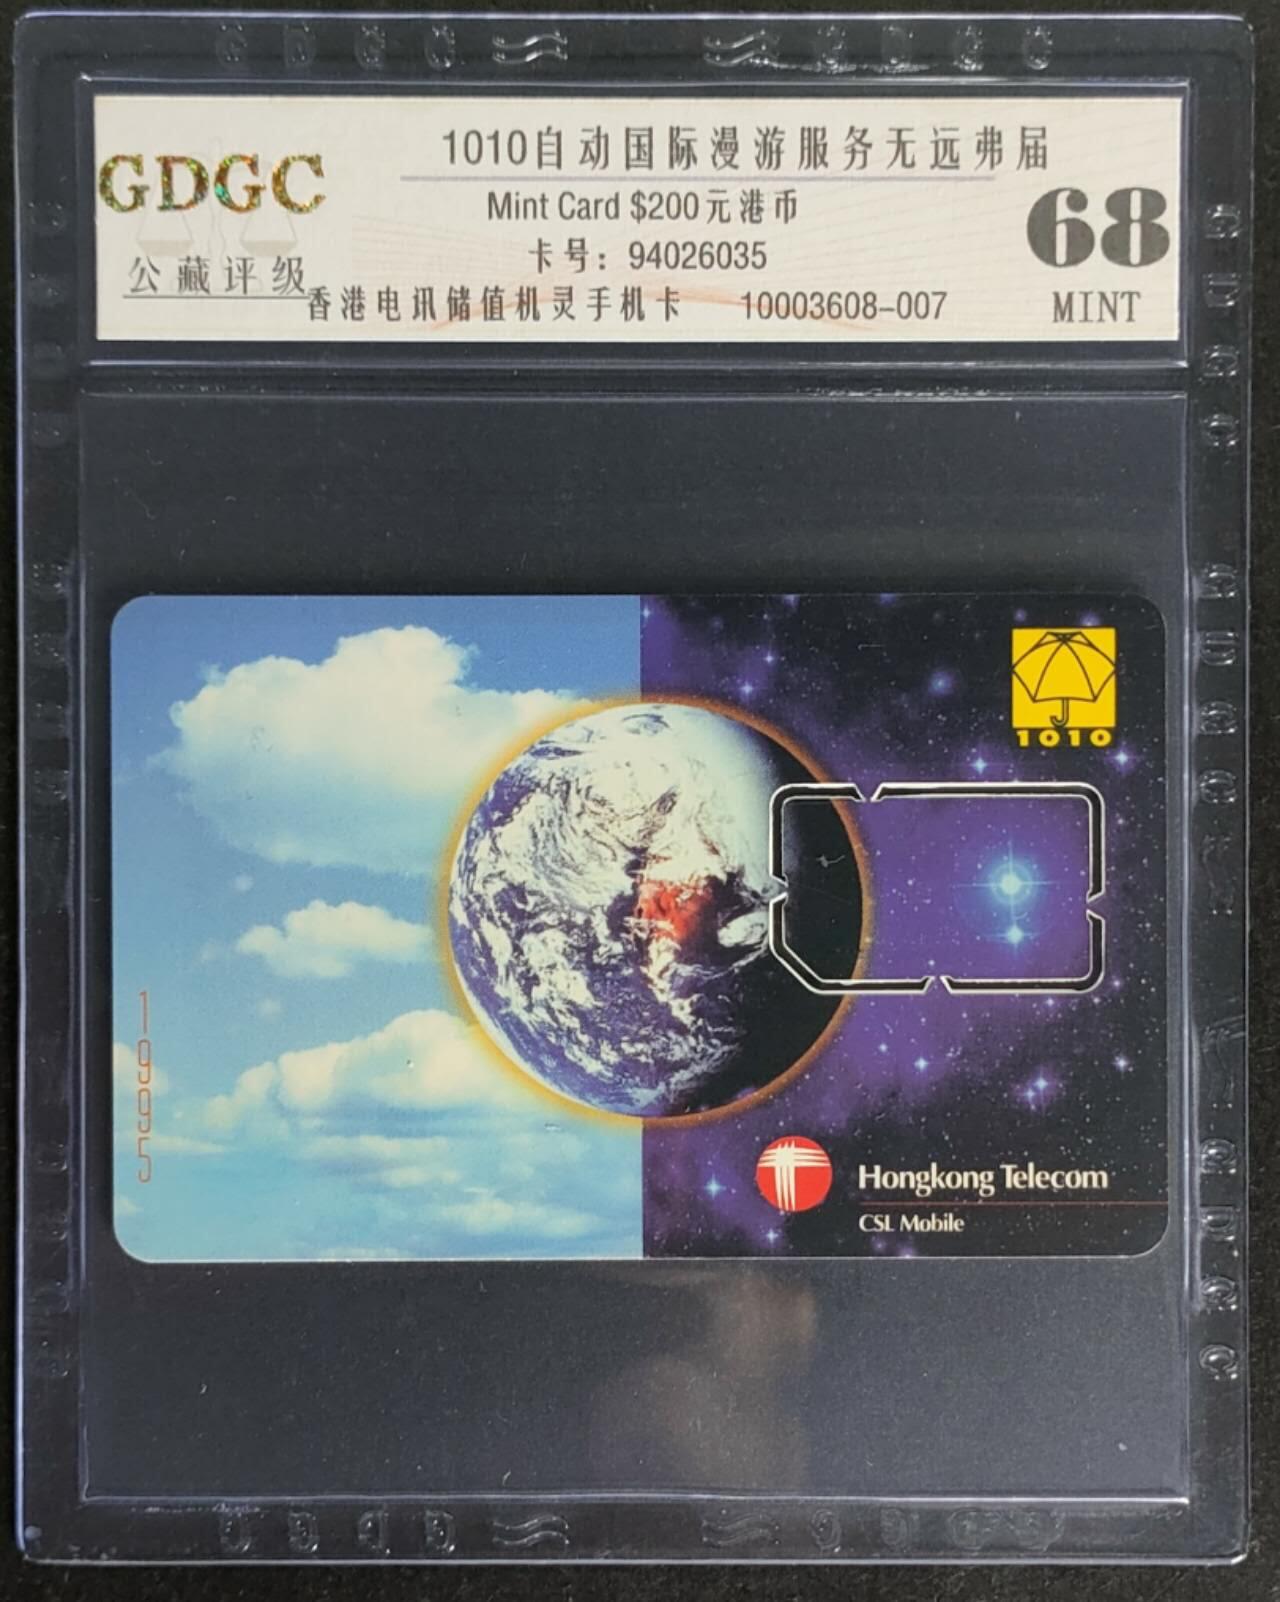 GDGC
公藏评级
1010自动国际漫游服务无远弗届
Mint Card $200元港币
卡号：94026035
香港电讯储值机灵手机卡 10003608-007
68
MINT
1010
1995
Hongkong Telecom
CSL Mobile